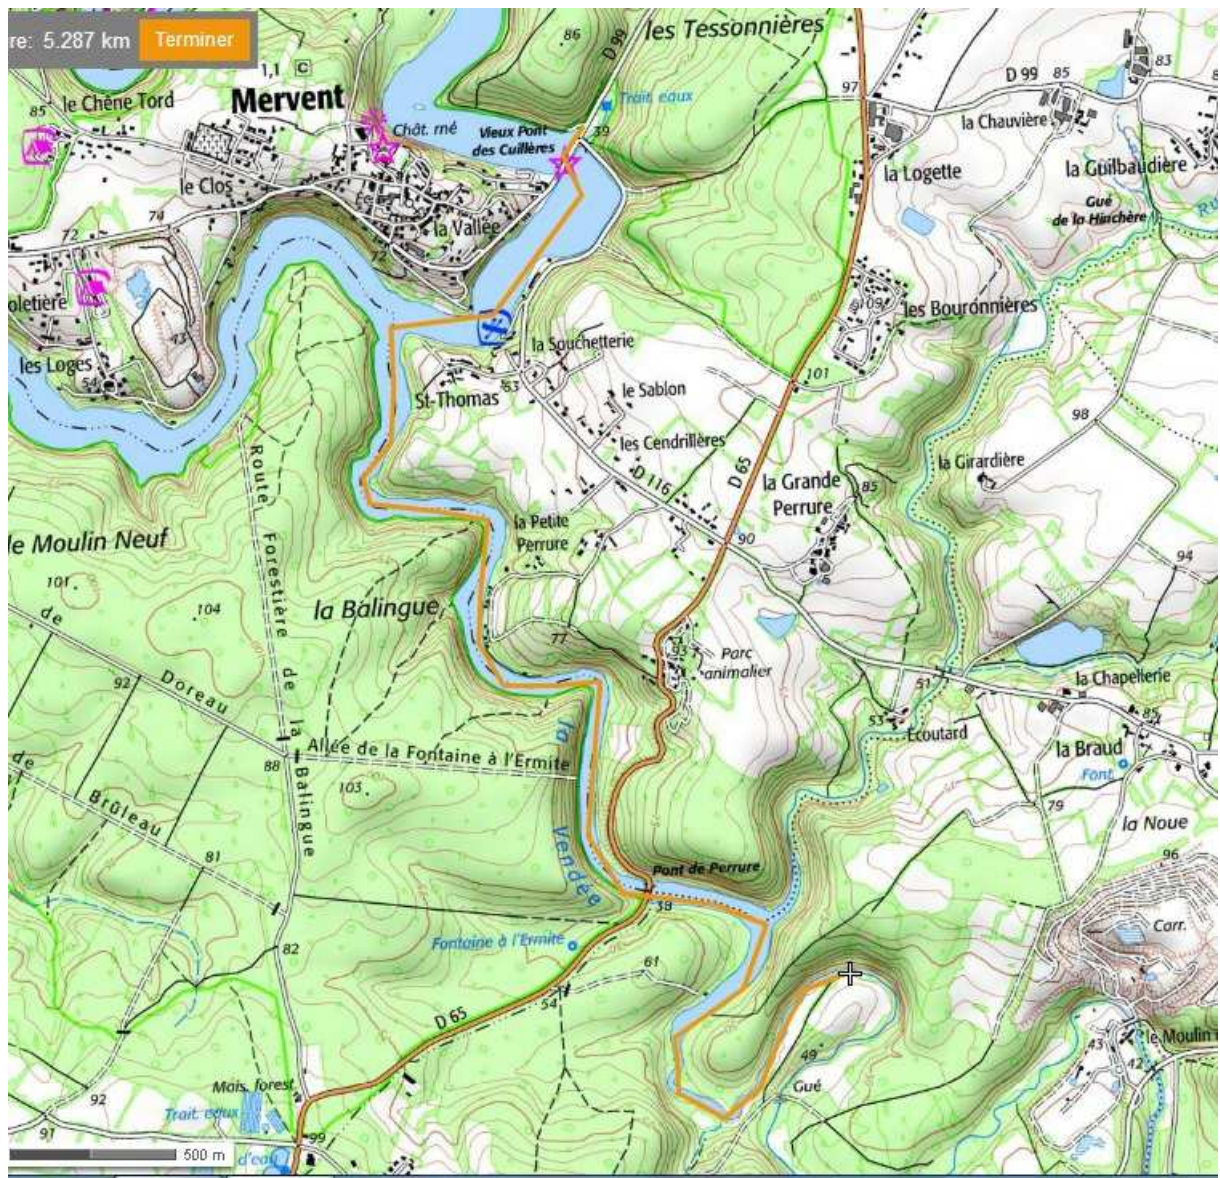 re: 5.287 km Terminer
les Tessonnières
86
D 99
1,1 C
Mervent
le Chêne Tord
85
Trait. eaux
97
D 99
85
83
la Chauvière
Chât. rné
Vieux Pont
des Cuillères
39
le Clos
la Logette
la Guilbaudière
Gué
de la Hinchère
74
72
la Vallée
les Loges
43
54
109
les Bouronnières
la Souchetterie
63
St-Thomas
le Sablon
101
98
les Cendrillères
D 116
D 65
la Girardière
Route Forestière de la Balingue
la Grande
Perrure
85
le Moulin Neuf
la Petite
Perrure
90
94
101
104
la Balingue
77
93
Parc
animalier
de Doreau
92
51
la Chapellerie
53
Ecoutard
85
la Braud
Font.
Allée de la Fontaine à l'Ermite
88
103
la Vendée
79
la Noue
de Brûleau
81
96
Pont de Perrure
38
82
Fontaine à l'Ermite
Carr.
61
54
D 65
49
Gué
43
42
le Moulin
Mais. forest.
92
Trait. eaux
91
99
500 m
d'eau